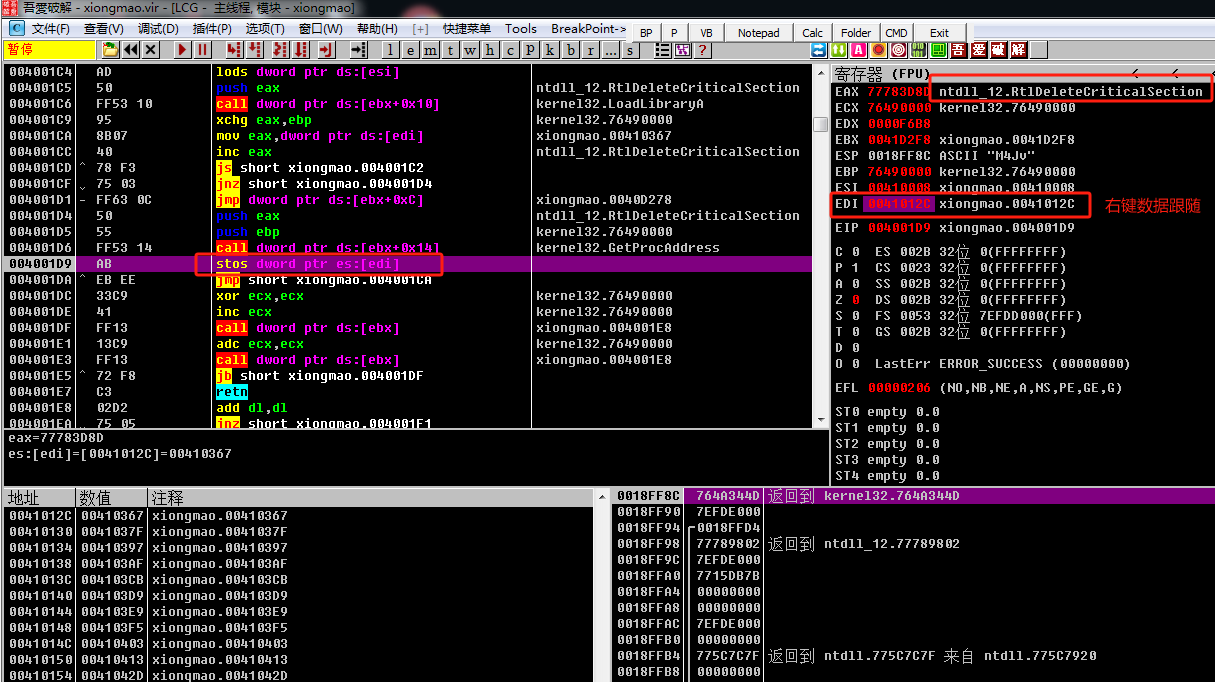 吾爱破解 - xiongmao.vir - [LCG - 主线程, 模块 - xiongmao]
文件(F) 查看(V) 调试(D) 插件(P) 选项(T) 窗口(W) 帮助(H) [+] 快捷菜单 Tools BreakPoint-> BP P VB Notepad Calc Folder CMD Exit
暂停 l e m t w h c p k b r ... s ? A 吾 爱 破 解
004001C4 AD lods dword ptr ds:[esi]
004001C5 50 push eax ntdll_12.RtlDeleteCriticalSection
004001C6 FF53 10 call dword ptr ds:[ebx+0x10] kernel32.LoadLibraryA
004001C9 95 xchg eax,ebp kernel32.76490000
004001CA 8B07 mov eax,dword ptr ds:[edi] xiongmao.00410367
004001CC 40 inc eax ntdll_12.RtlDeleteCriticalSection
004001CD ^ 78 F3 js short xiongmao.004001C2
004001CF 75 03 jnz short xiongmao.004001D4
004001D1 - FF63 0C jmp dword ptr ds:[ebx+0xC] xiongmao.0040D278
004001D4 50 push eax ntdll_12.RtlDeleteCriticalSection
004001D5 55 push ebp kernel32.76490000
004001D6 FF53 14 call dword ptr ds:[ebx+0x14] kernel32.GetProcAddress
004001D9 AB stos dword ptr es:[edi]
004001DA ^ EB EE jmp short xiongmao.004001CA
004001DC 33C9 xor ecx,ecx kernel32.76490000
004001DE 41 inc ecx kernel32.76490000
004001DF FF13 call dword ptr ds:[ebx] xiongmao.004001E8
004001E1 13C9 adc ecx,ecx kernel32.76490000
004001E3 FF13 call dword ptr ds:[ebx] xiongmao.004001E8
004001E5 ^ 72 F8 jb short xiongmao.004001DF
004001E7 C3 retn
004001E8 02D2 add dl,dl
004001EA 75 05 jnz short xiongmao.004001F1
eax=77783D8D
es:[edi]=[0041012C]=00410367
寄存器 (FPU)
EAX 77783D8D ntdll_12.RtlDeleteCriticalSection
ECX 76490000 kernel32.76490000
EDX 0000F6B8
EBX 0041D2F8 xiongmao.0041D2F8
ESP 0018FF8C ASCII "M4Jv"
EBP 76490000 kernel32.76490000
ESI 00410008 xiongmao.00410008
EDI 0041012C xiongmao.0041012C 右键数据跟随
EIP 004001D9 xiongmao.004001D9
C 0 ES 002B 32位 0(FFFFFFFF)
P 1 CS 0023 32位 0(FFFFFFFF)
A 0 SS 002B 32位 0(FFFFFFFF)
Z 0 DS 002B 32位 0(FFFFFFFF)
S 0 FS 0053 32位 7EFDD000(FFF)
T 0 GS 002B 32位 0(FFFFFFFF)
D 0
O 0 LastErr ERROR_SUCCESS (00000000)
EFL 00000206 (NO,NB,NE,A,NS,PE,GE,G)
ST0 empty 0.0
ST1 empty 0.0
ST2 empty 0.0
ST3 empty 0.0
ST4 empty 0.0
地址 数值 注释
0041012C 00410367 xiongmao.00410367
00410130 0041037F xiongmao.0041037F
00410134 00410397 xiongmao.00410397
00410138 004103AF xiongmao.004103AF
0041013C 004103CB xiongmao.004103CB
00410140 004103D9 xiongmao.004103D9
00410144 004103E9 xiongmao.004103E9
00410148 004103F5 xiongmao.004103F5
0041014C 00410403 xiongmao.00410403
00410150 00410413 xiongmao.00410413
00410154 0041042D xiongmao.0041042D
0018FF8C 764A344D 返回到 kernel32.764A344D
0018FF90 7EFDE000
0018FF94 0018FFD4
0018FF98 77789802 返回到 ntdll_12.77789802
0018FF9C 7EFDE000
0018FFA0 7715DB7B
0018FFA4 00000000
0018FFA8 00000000
0018FFAC 7EFDE000
0018FFB0 00000000
0018FFB4 775C7C7F 返回到 ntdll.775C7C7F 来自 ntdll.775C7920
0018FFB8 00000000